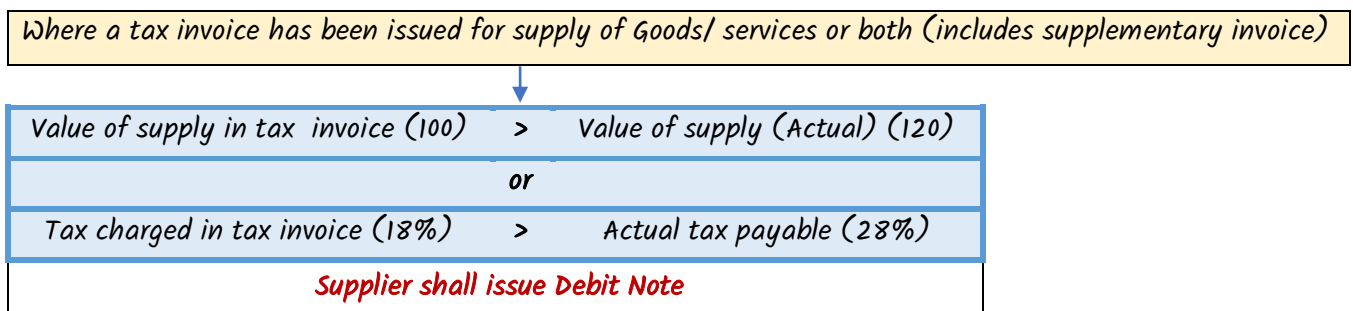 Where a tax invoice has been issued for supply of Goods/ services or both (includes supplementary invoice)
Value of supply in tax invoice (100) > Value of supply (Actual) (120)
or
Tax charged in tax invoice (18%) > Actual tax payable (28%)
Supplier shall issue Debit Note